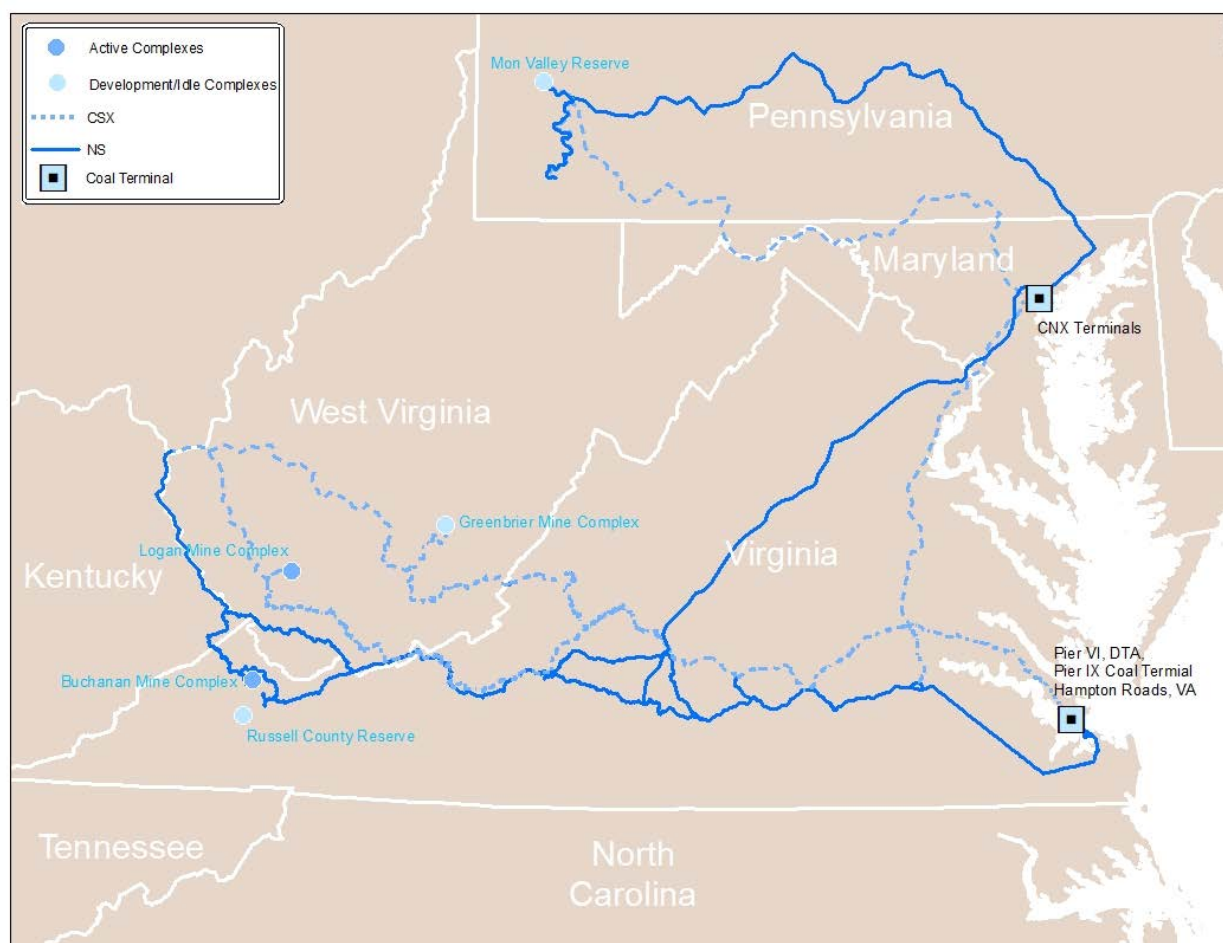 Active Complexes
Development/Idle Complexes
CSX
NS
Coal Terminal
Mon Valley Reserve
Pennsylvania
Maryland
CNX Terminals
West Virginia
Greenbrier Mine Complex
Logan Mine Complex
Virginia
Kentucky
Buchanan Mine Complex
Russell County Reserve
Pier VI, DTA,
Pier IX Coal Termial
Hampton Roads, VA
Tennessee
North
Carolina